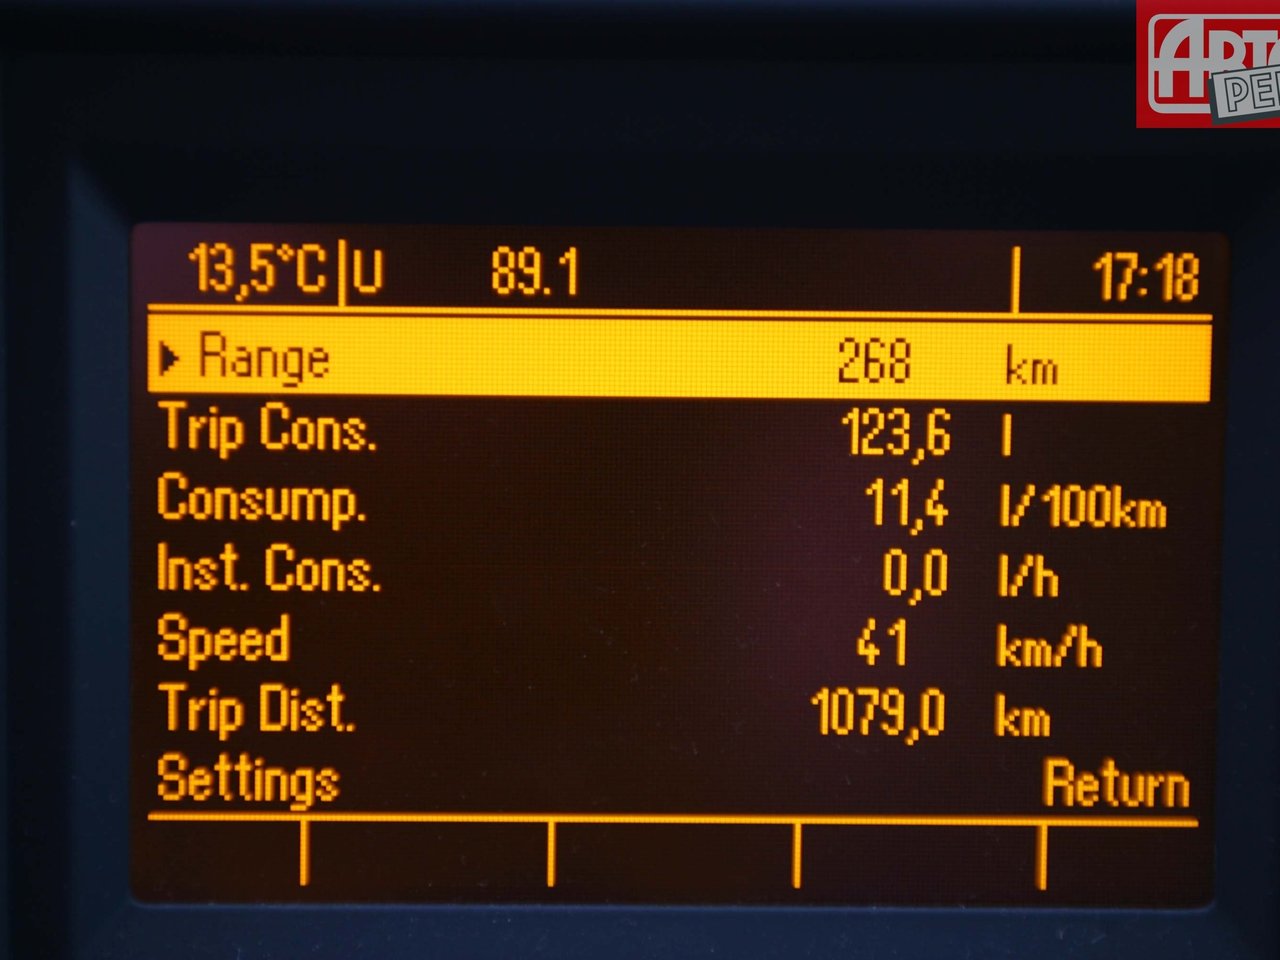 13,5°C U 89.1 17:18
Range 268 km
Trip Cons. 123,6 l
Consump. 11,4 l/100km
Inst. Cons. 0,0 l/h
Speed 41 km/h
Trip Dist. 1079,0 km
Settings Return